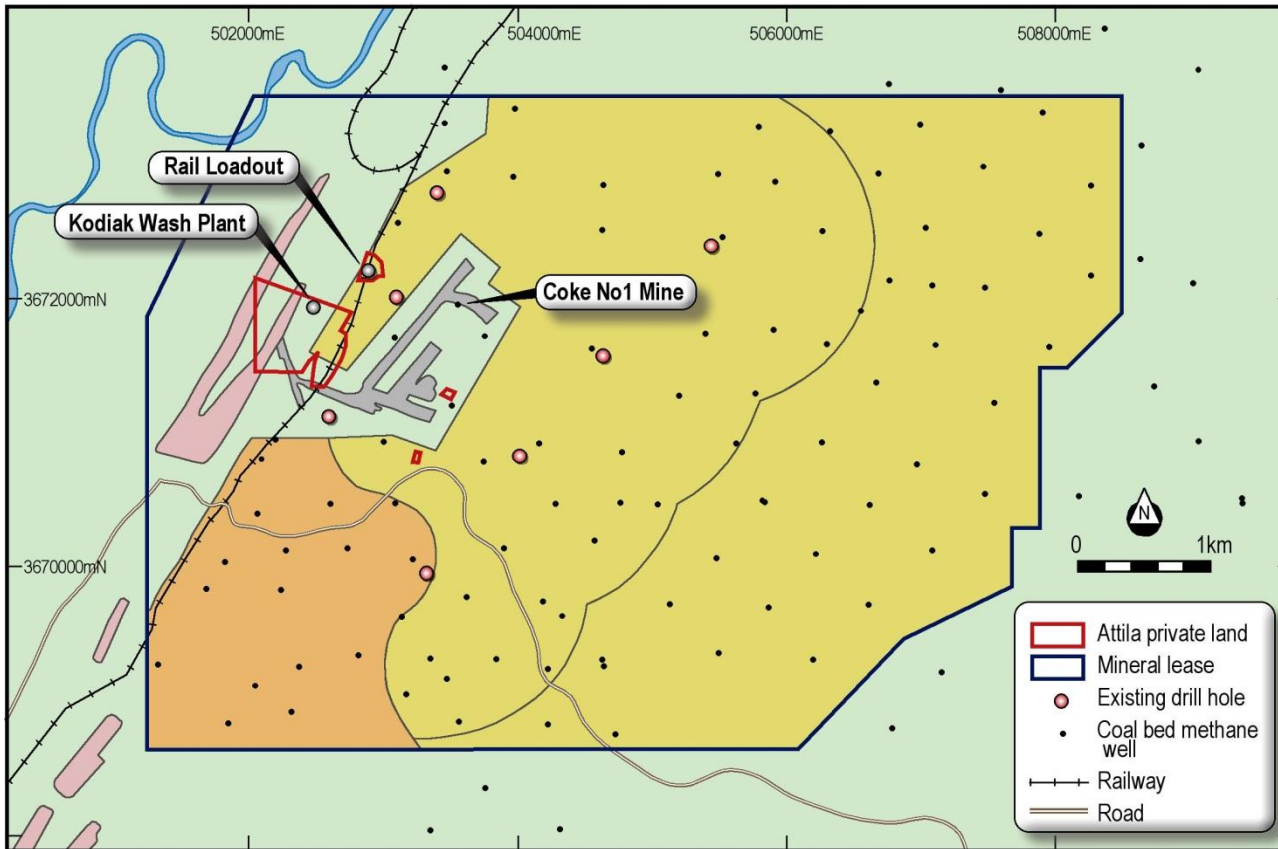 502000mE
504000mE
506000mE
508000mE
Rail Loadout
Kodiak Wash Plant
3672000mN
Coke No1 Mine
3670000mN
N
0
1km
Attila private land
Mineral lease
Existing drill hole
Coal bed methane
well
Railway
Road